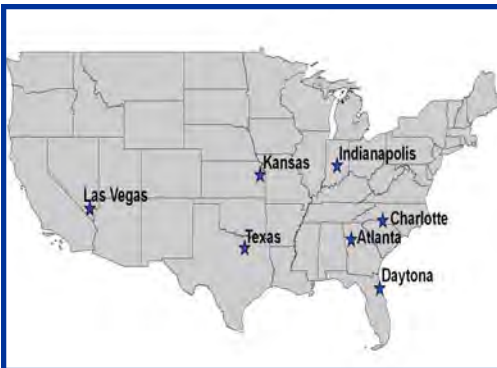 Kansas
Indianapolis
Las Vegas
Charlotte
Texas
Atlanta
Daytona